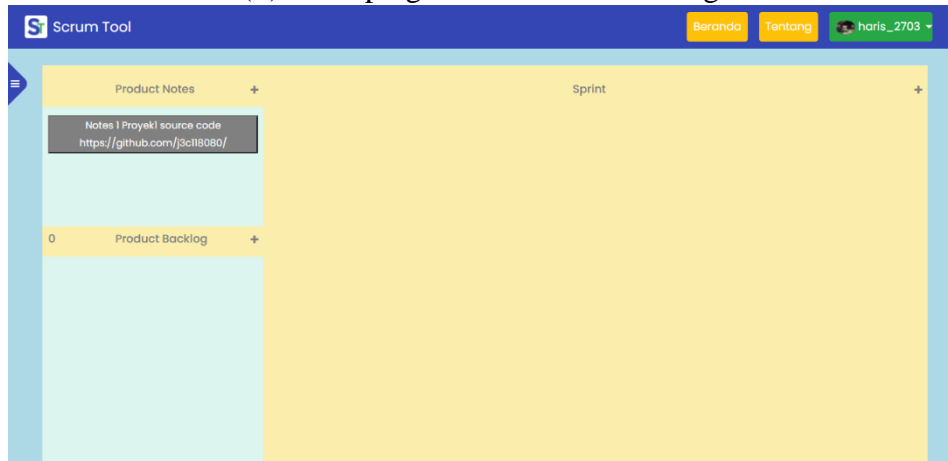 Scrum Tool
Beranda
Tentang
haris_2703
Product Notes +
Sprint +
Notes 1 Proyek1 source code
https://github.com/j3c118080/
0 Product Backlog +